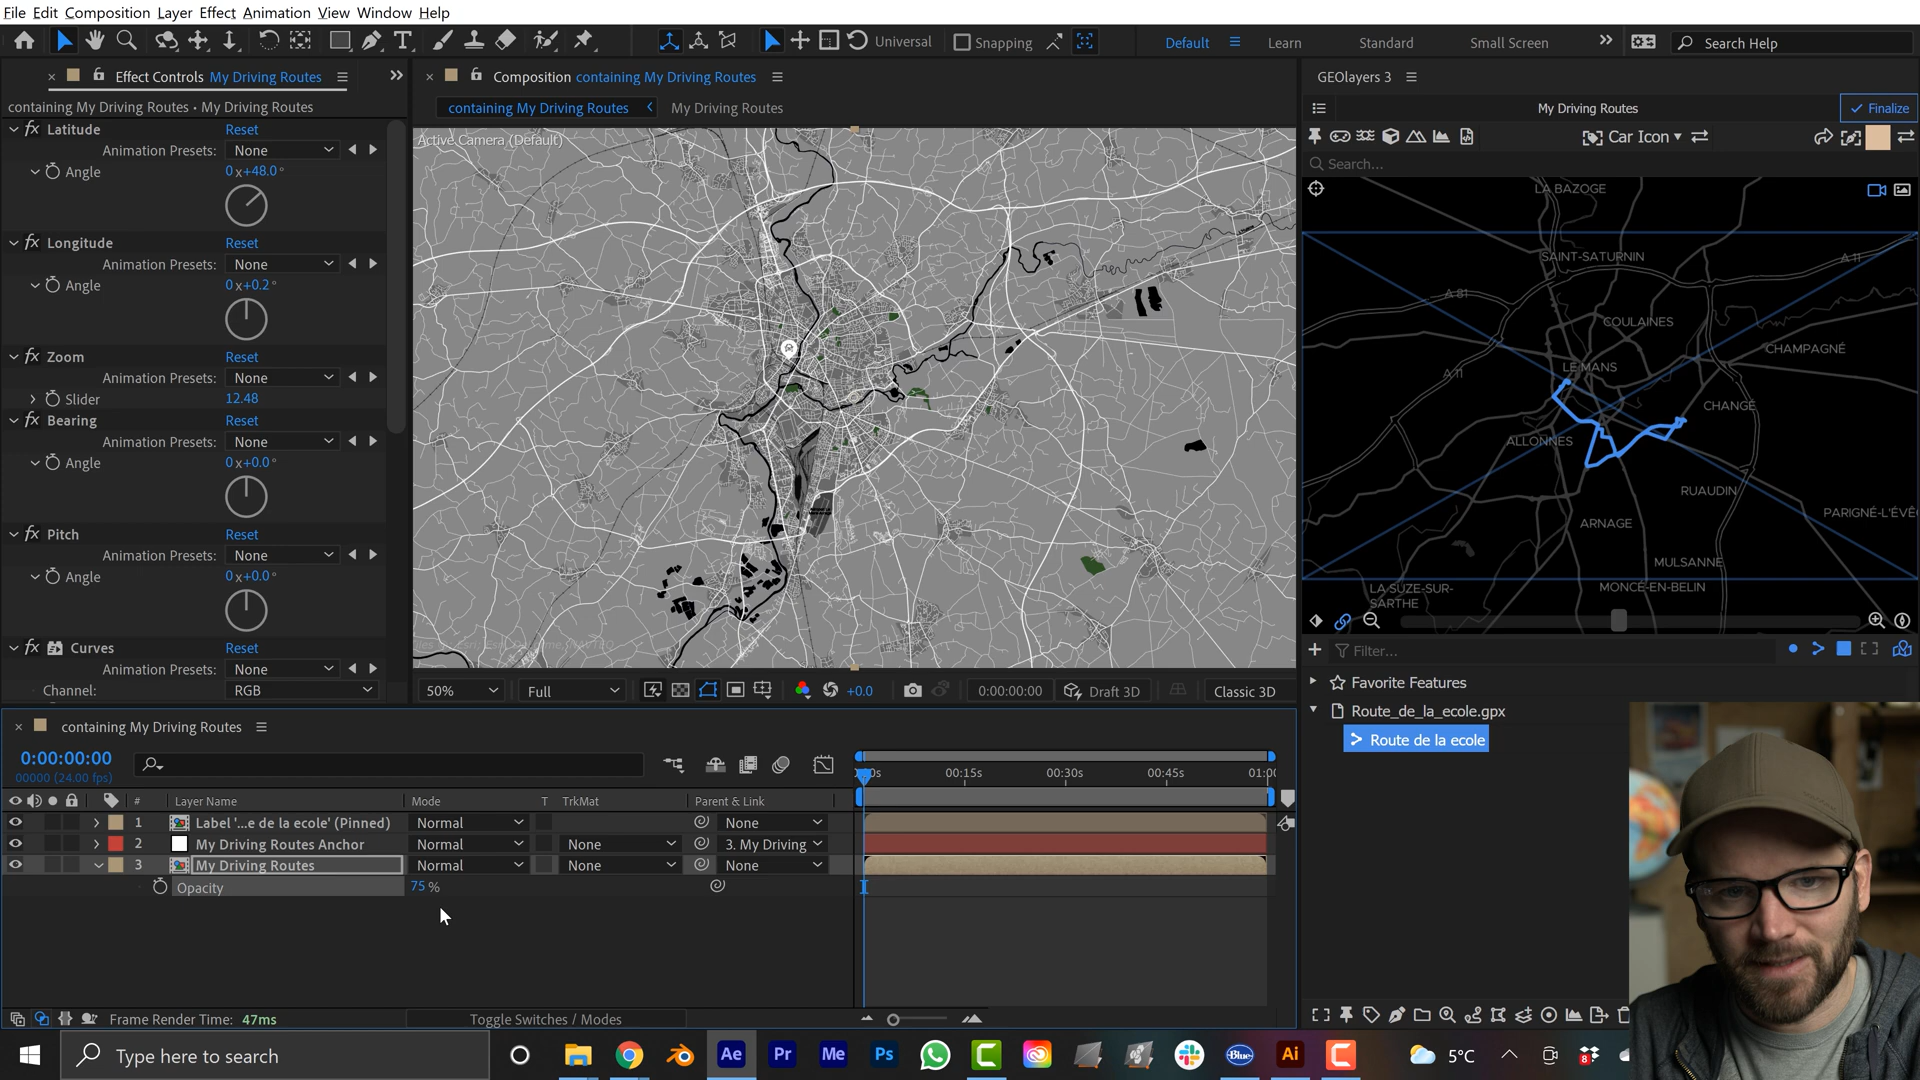 File Edit Composition Layer Effect Animation View Window Help
Universal
Snapping
Default
Learn
Standard
Small Screen
Search Help
Effect Controls My Driving Routes
Composition containing My Driving Routes
GEOlayers 3
containing My Driving Routes • My Driving Routes
containing My Driving Routes
My Driving Routes
My Driving Routes
Finalize
Latitude
Reset
Animation Presets: None
Angle
0 x+48.0 °
Longitude
Reset
Animation Presets: None
Angle
0 x+0.2 °
Zoom
Reset
Animation Presets: None
Slider
12.48
Bearing
Reset
Animation Presets: None
Angle
0 x+0.0 °
Pitch
Reset
Animation Presets: None
Angle
0 x+0.0 °
Curves
Reset
Animation Presets: None
Channel:
RGB
Active Camera (Default)
50%
Full
+0.0
0:00:00:00
Draft 3D
Classic 3D
Car Icon
Search...
LA BAZOGE
SAINT-SATURNIN
A 11
A 81
COULAINES
CHAMPAGNÉ
LE MANS
A 11
CHANGÉ
ALLONNES
RUAUDIN
PARIGNÉ-L'ÉVÊ
ARNAGE
MULSANNE
MONCÉ-EN-BELIN
LA-SUZE-SUR-
SARTHE
Filter...
Favorite Features
Route_de_la_ecole.gpx
Route de la ecole
containing My Driving Routes
0:00:00:00
00000 (24.00 fps)
00:15s
00:30s
00:45s
01:00
#
Layer Name
Mode
T
TrkMat
Parent & Link
1
Label '...e de la ecole' (Pinned)
Normal
None
2
My Driving Routes Anchor
Normal
None
3. My Driving
3
My Driving Routes
Normal
None
None
Opacity
75 %
Frame Render Time: 47ms
Toggle Switches / Modes
Type here to search
Ae
Pr
Me
Ps
Blue
Ai
5°C
8